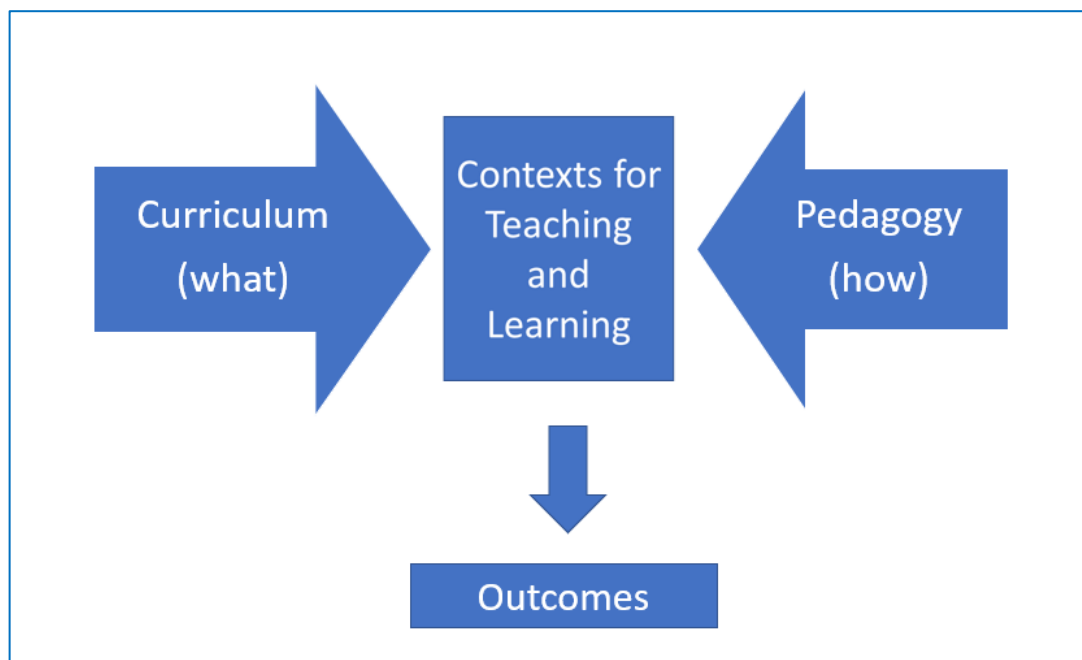 Curriculum
(what)
Contexts for
Teaching
and
Learning
Pedagogy
(how)
Outcomes